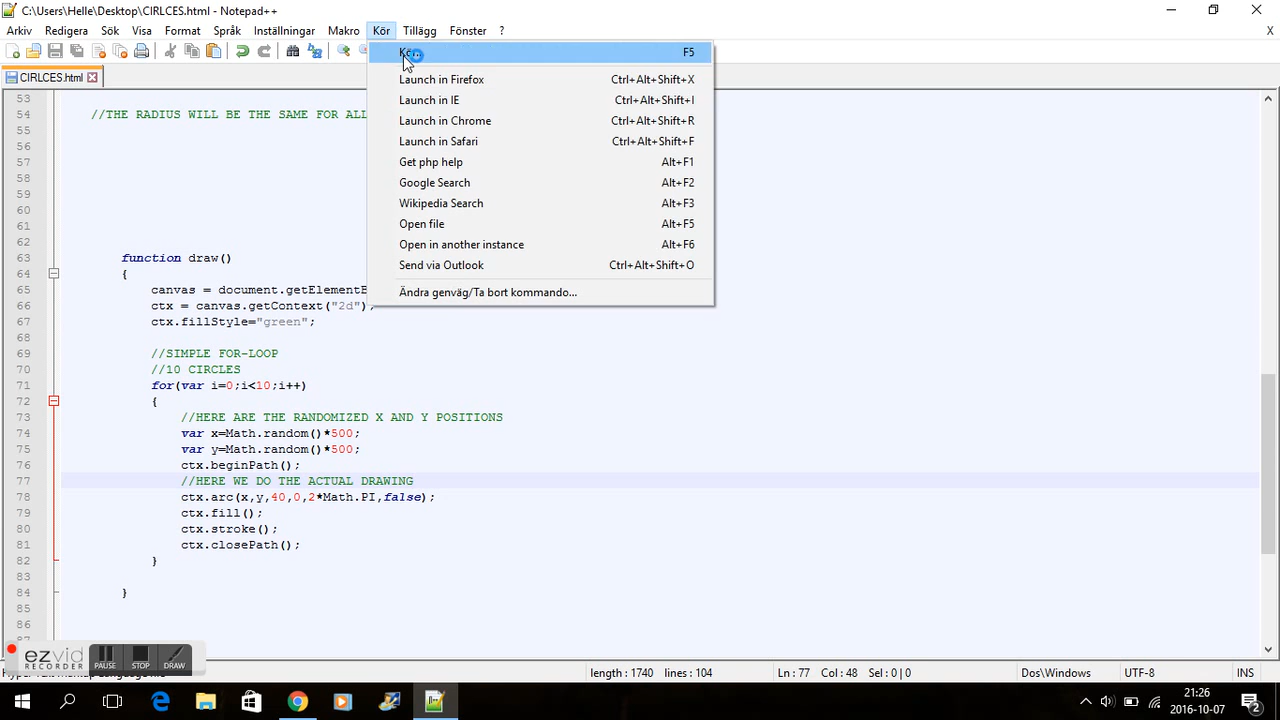 C:\Users\Helle\Desktop\CIRLCES.html - Notepad++
Arkiv Redigera Sök Visa Format Språk Inställningar Makro Kör Tillägg Fönster ? X
CIRLCES.html
F5
Launch in Firefox Ctrl+Alt+Shift+X
Launch in IE Ctrl+Alt+Shift+I
Launch in Chrome Ctrl+Alt+Shift+R
Launch in Safari Ctrl+Alt+Shift+F
Get php help Alt+F1
Google Search Alt+F2
Wikipedia Search Alt+F3
Open file Alt+F5
Open in another instance Alt+F6
Send via Outlook Ctrl+Alt+Shift+O
Ändra genväg/Ta bort kommando...
53
54 //THE RADIUS WILL BE THE SAME FOR ALL
55
56
57
58
59
60
61
62
63 function draw()
64 {
65 canvas = document.
66 ctx = canvas.getContext("2d");
67 ctx.fillStyle="green";
68
69 //SIMPLE FOR-LOOP
70 //10 CIRCLES
71 for(var i=0;i<10;i++)
72 {
73 //HERE ARE THE RANDOMIZED X AND Y POSITIONS
74 var x=Math.random()*500;
75 var y=Math.random()*500;
76 ctx.beginPath();
77 //HERE WE DO THE ACTUAL DRAWING
78 ctx.arc(x,y,40,0,2*Math.PI,false);
79 ctx.fill();
80 ctx.stroke();
81 ctx.closePath();
82 }
83
84 }
85
86
ezvid
RECORDER
PAUSE STOP DRAW
length : 1740 lines : 104 Ln : 77 Col : 48 Sel : 0 | 0 Dos\Windows UTF-8 INS
21:26
2016-10-07
2